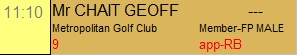 11:10 Mr CHAIT GEOFF ---
Metropolitan Golf Club Member-FP MALE
9 app-RB